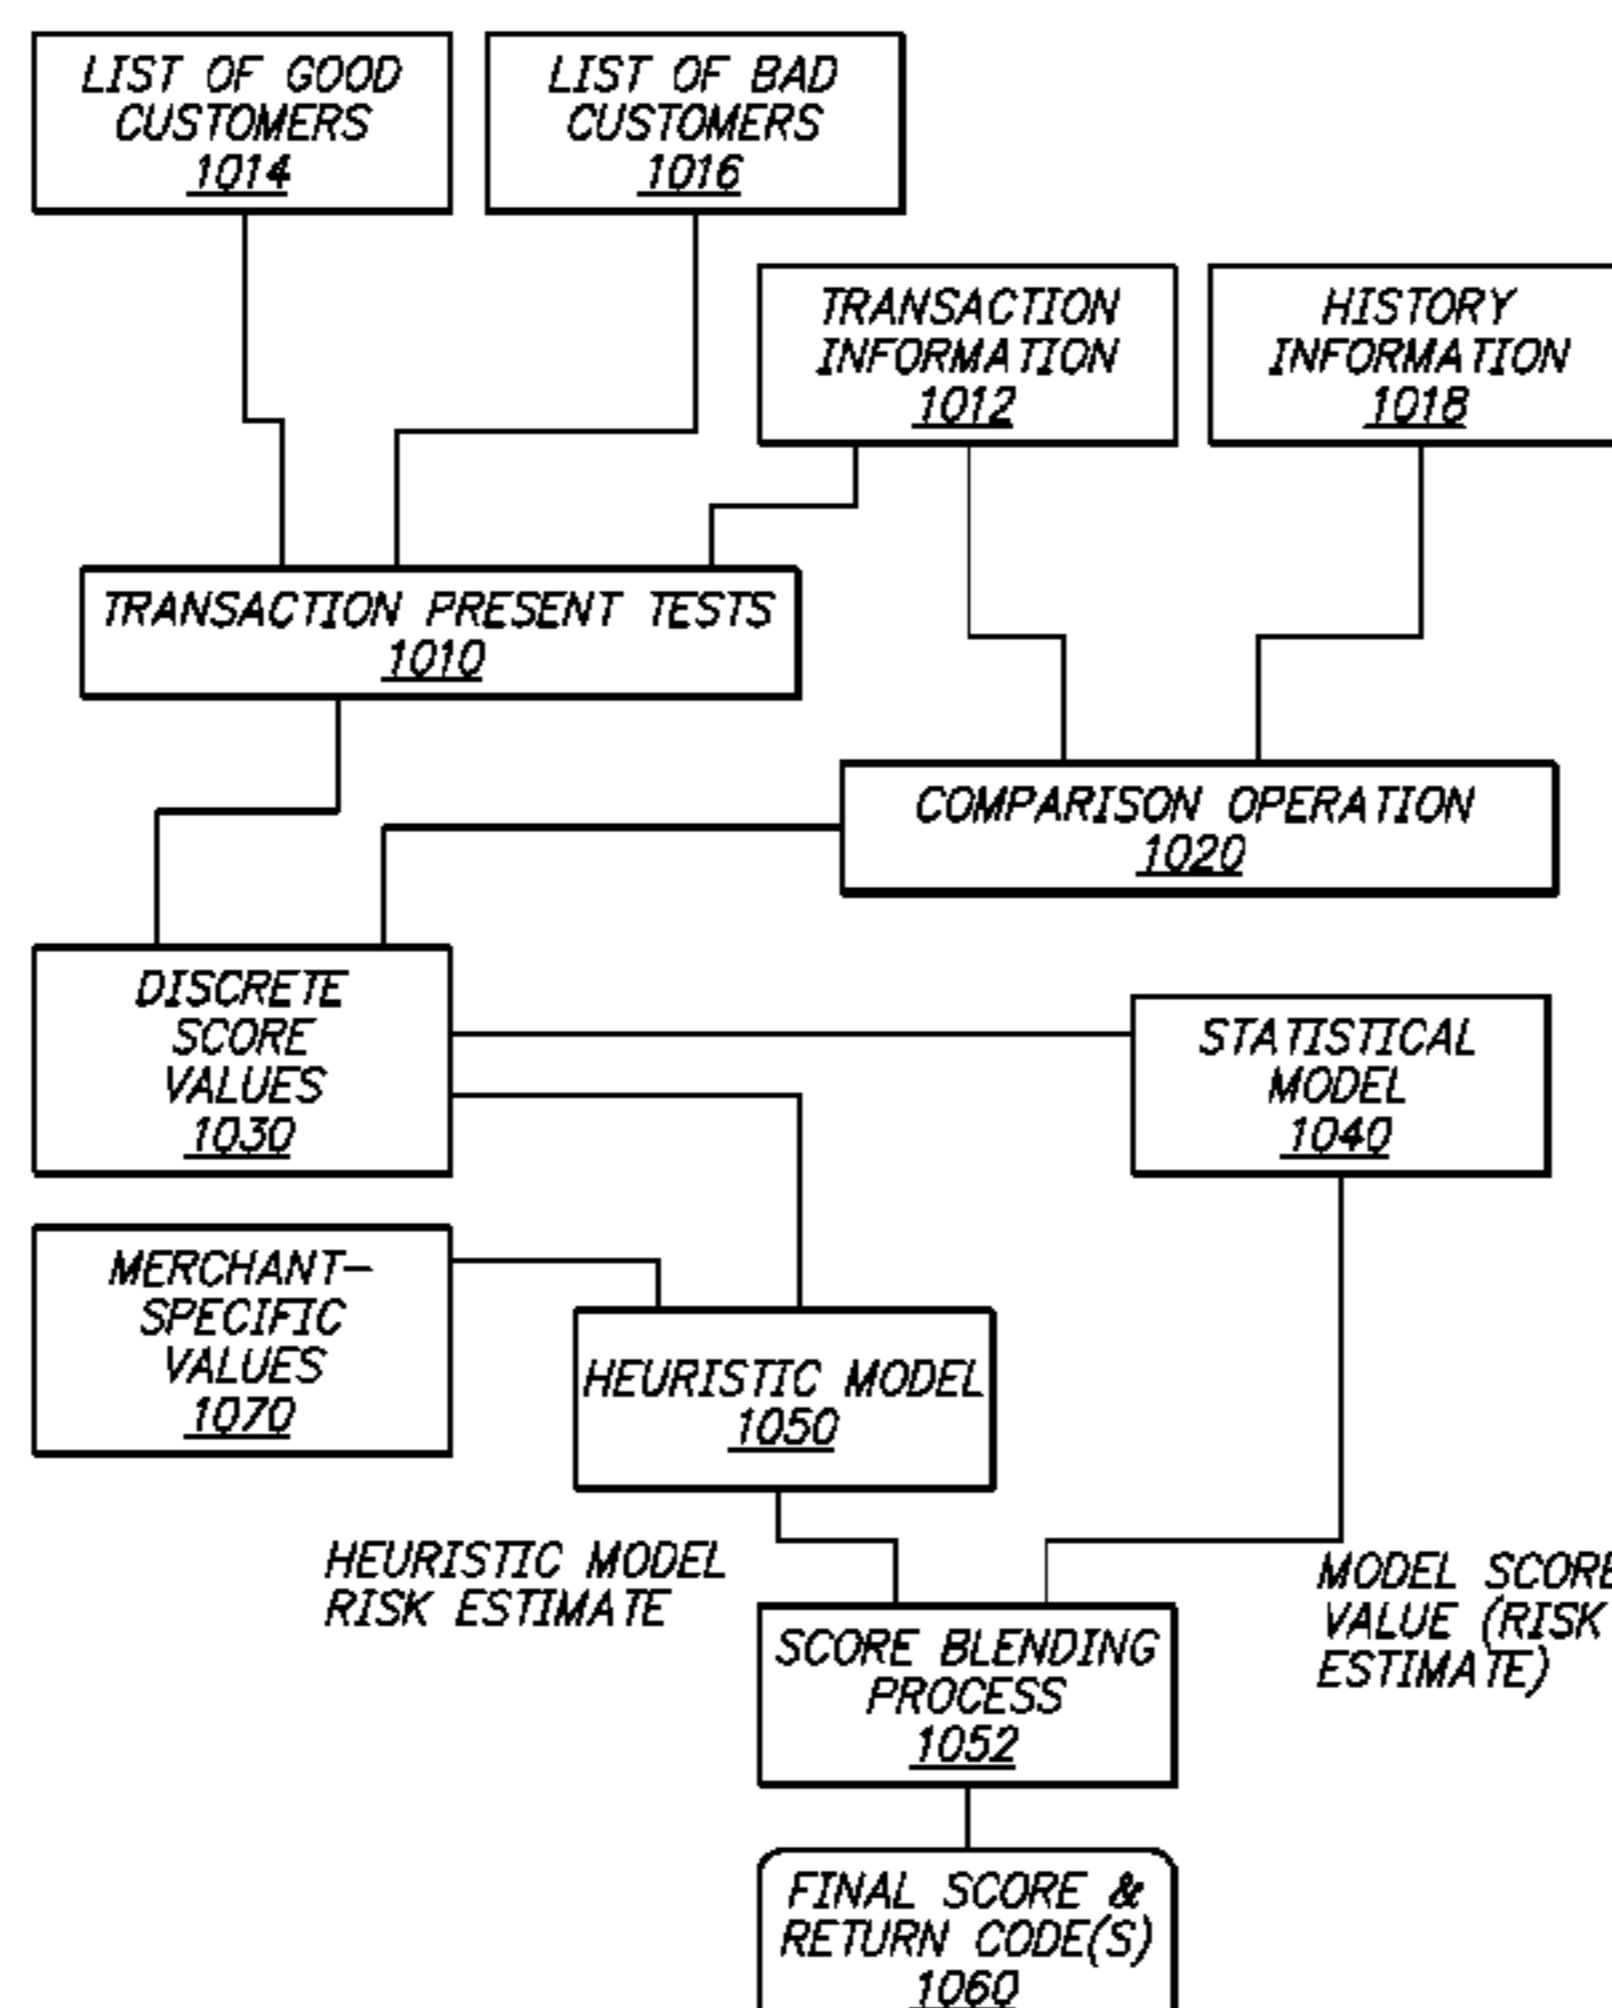 LIST OF GOOD
CUSTOMERS
1014
LIST OF BAD
CUSTOMERS
1016
TRANSACTION
INFORMATION
1012
HISTORY
INFORMATION
1018
TRANSACTION PRESENT TESTS
1010
COMPARISON OPERATION
1020
DISCRETE
SCORE
VALUES
1030
STATISTICAL
MODEL
1040
MERCHANT-
SPECIFIC
VALUES
1070
HEURISTIC MODEL
1050
HEURISTIC MODEL
RISK ESTIMATE
MODEL SCORE
VALUE (RISK
ESTIMATE)
SCORE BLENDING
PROCESS
1052
FINAL SCORE &
RETURN CODE(S)
1060